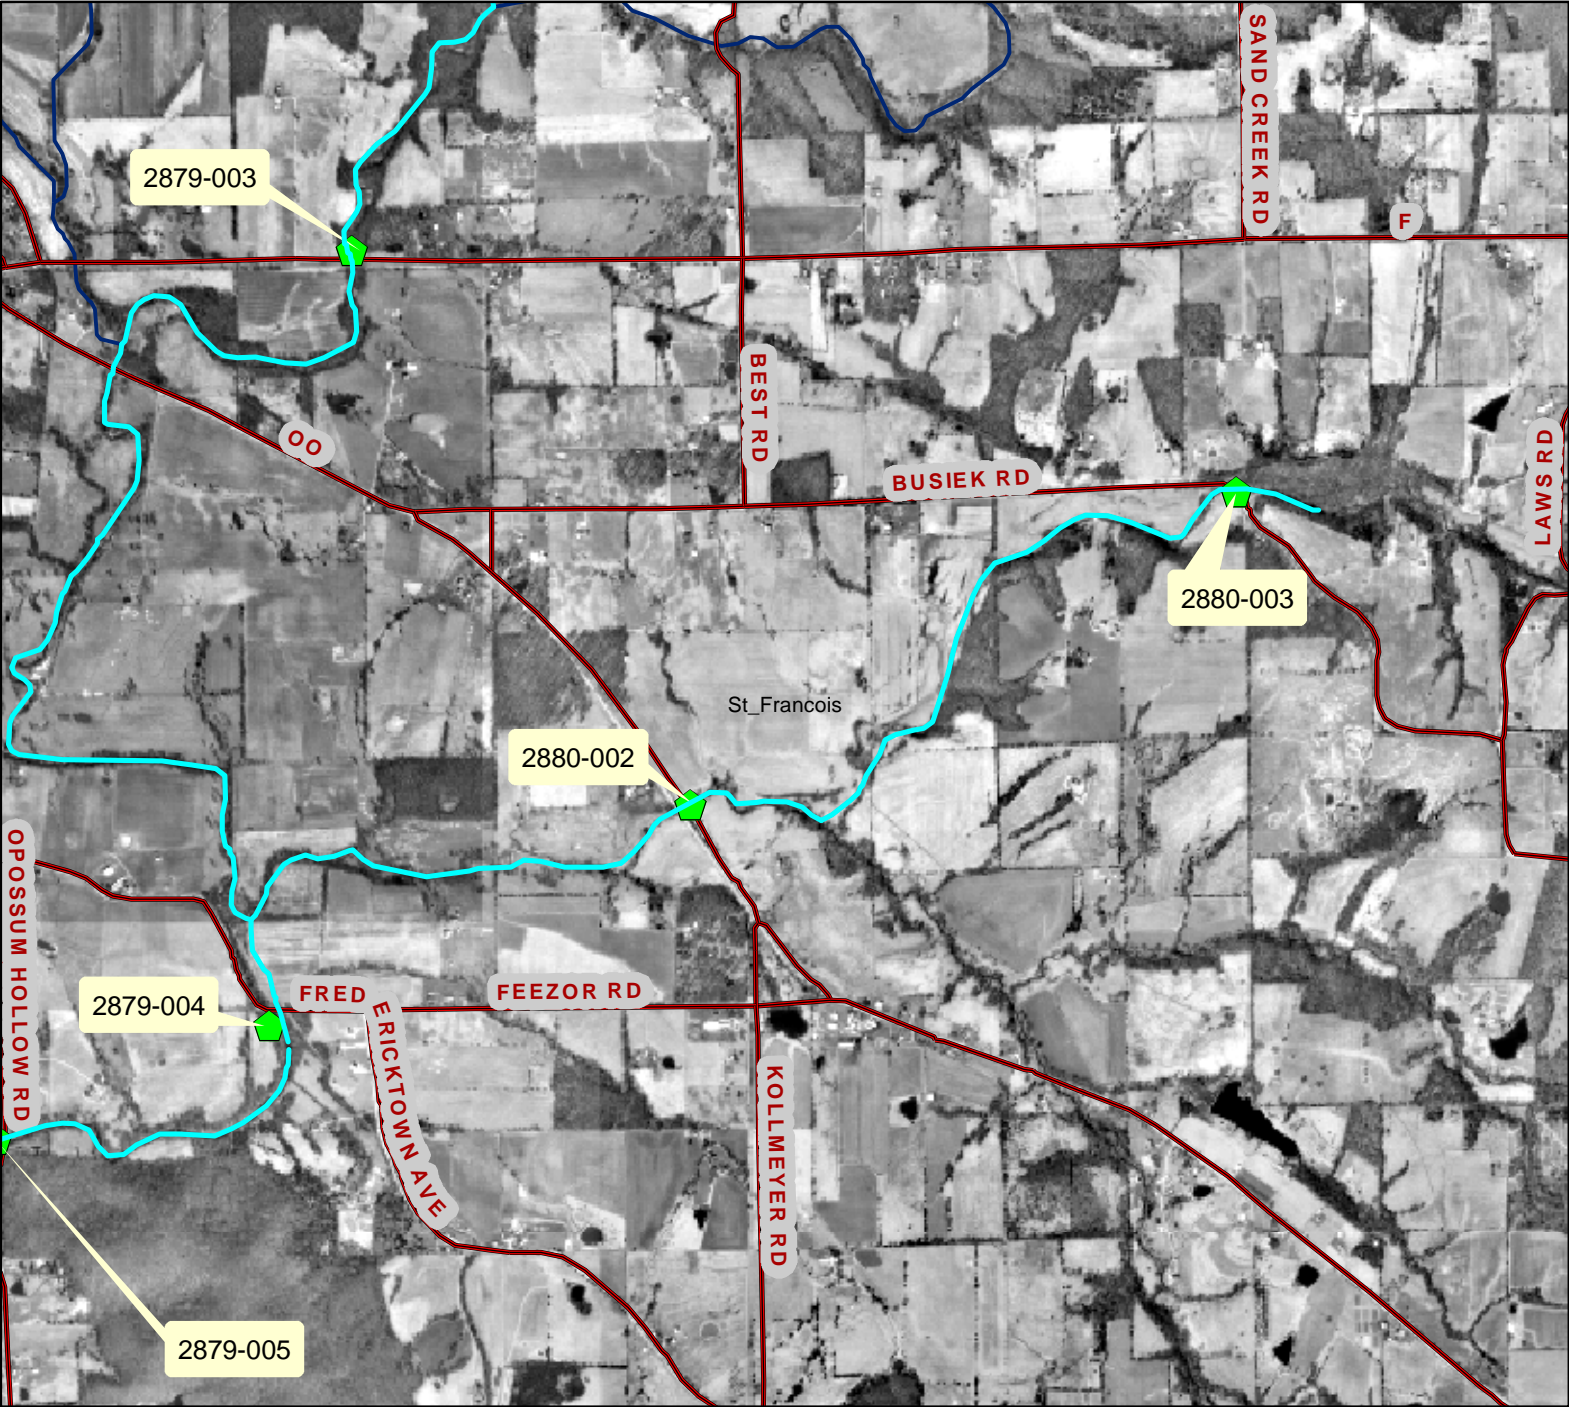 SAND CREEK RD
2879-003
F
OO
BEST RD
BUSIEK RD
LAWS RD
2880-003
St_Francois
2880-002
OPOSSUM HOLLOW RD
2879-004
FRED
ERICKTOWN AVE
FEEZOR RD
KOLLMEYER RD
2879-005